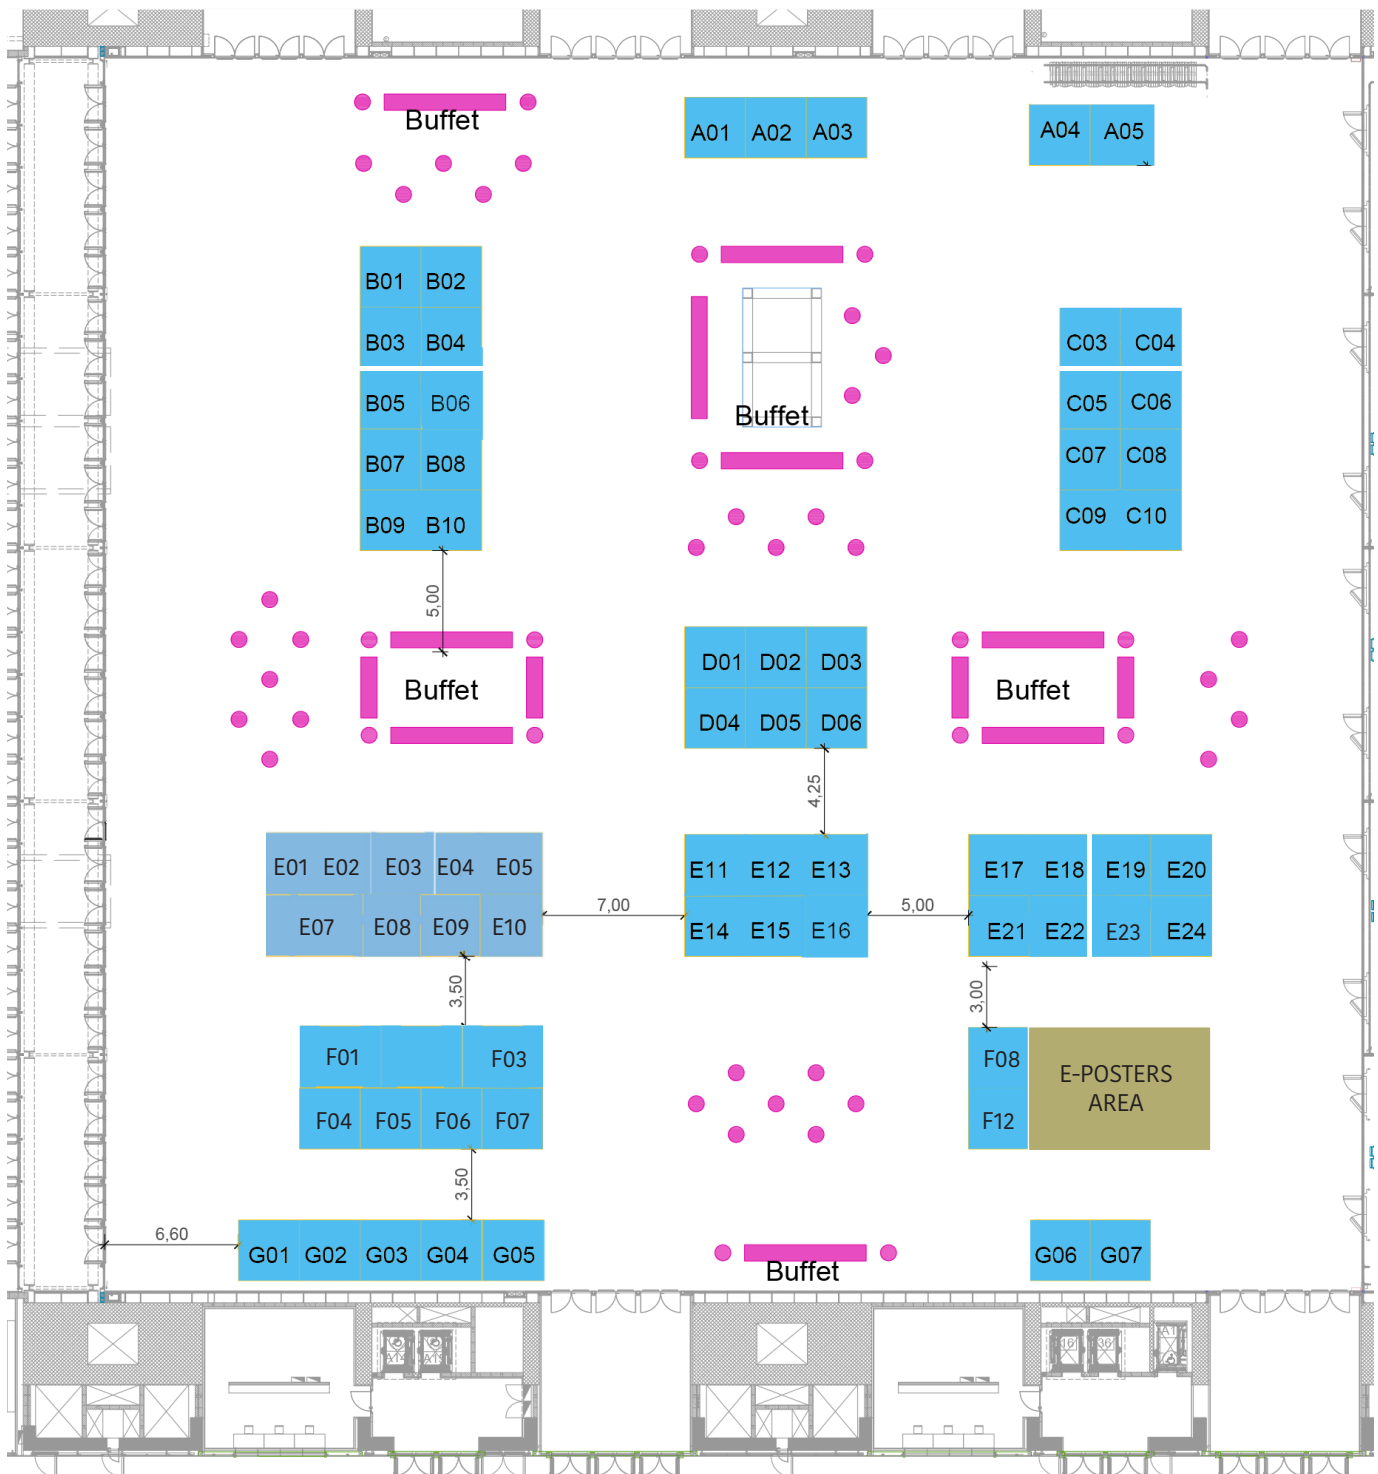 Buffet
A01 A02 A03
A04 A05
B01 B02
B03 B04
B05 B06
B07 B08
B09 B10
Buffet
C03 C04
C05 C06
C07 C08
C09 C10
5,00
Buffet
D01 D02 D03
D04 D05 D06
Buffet
4,25
E01 E02 E03 E04 E05
E07 E08 E09 E10
7,00
E11 E12 E13
E14 E15 E16
5,00
E17 E18 E19 E20
E21 E22 E23 E24
3,50
3,00
F01 F03
F04 F05 F06 F07
F08
F12
E-POSTERS
AREA
3,50
6,60
G01 G02 G03 G04 G05
Buffet
G06 G07